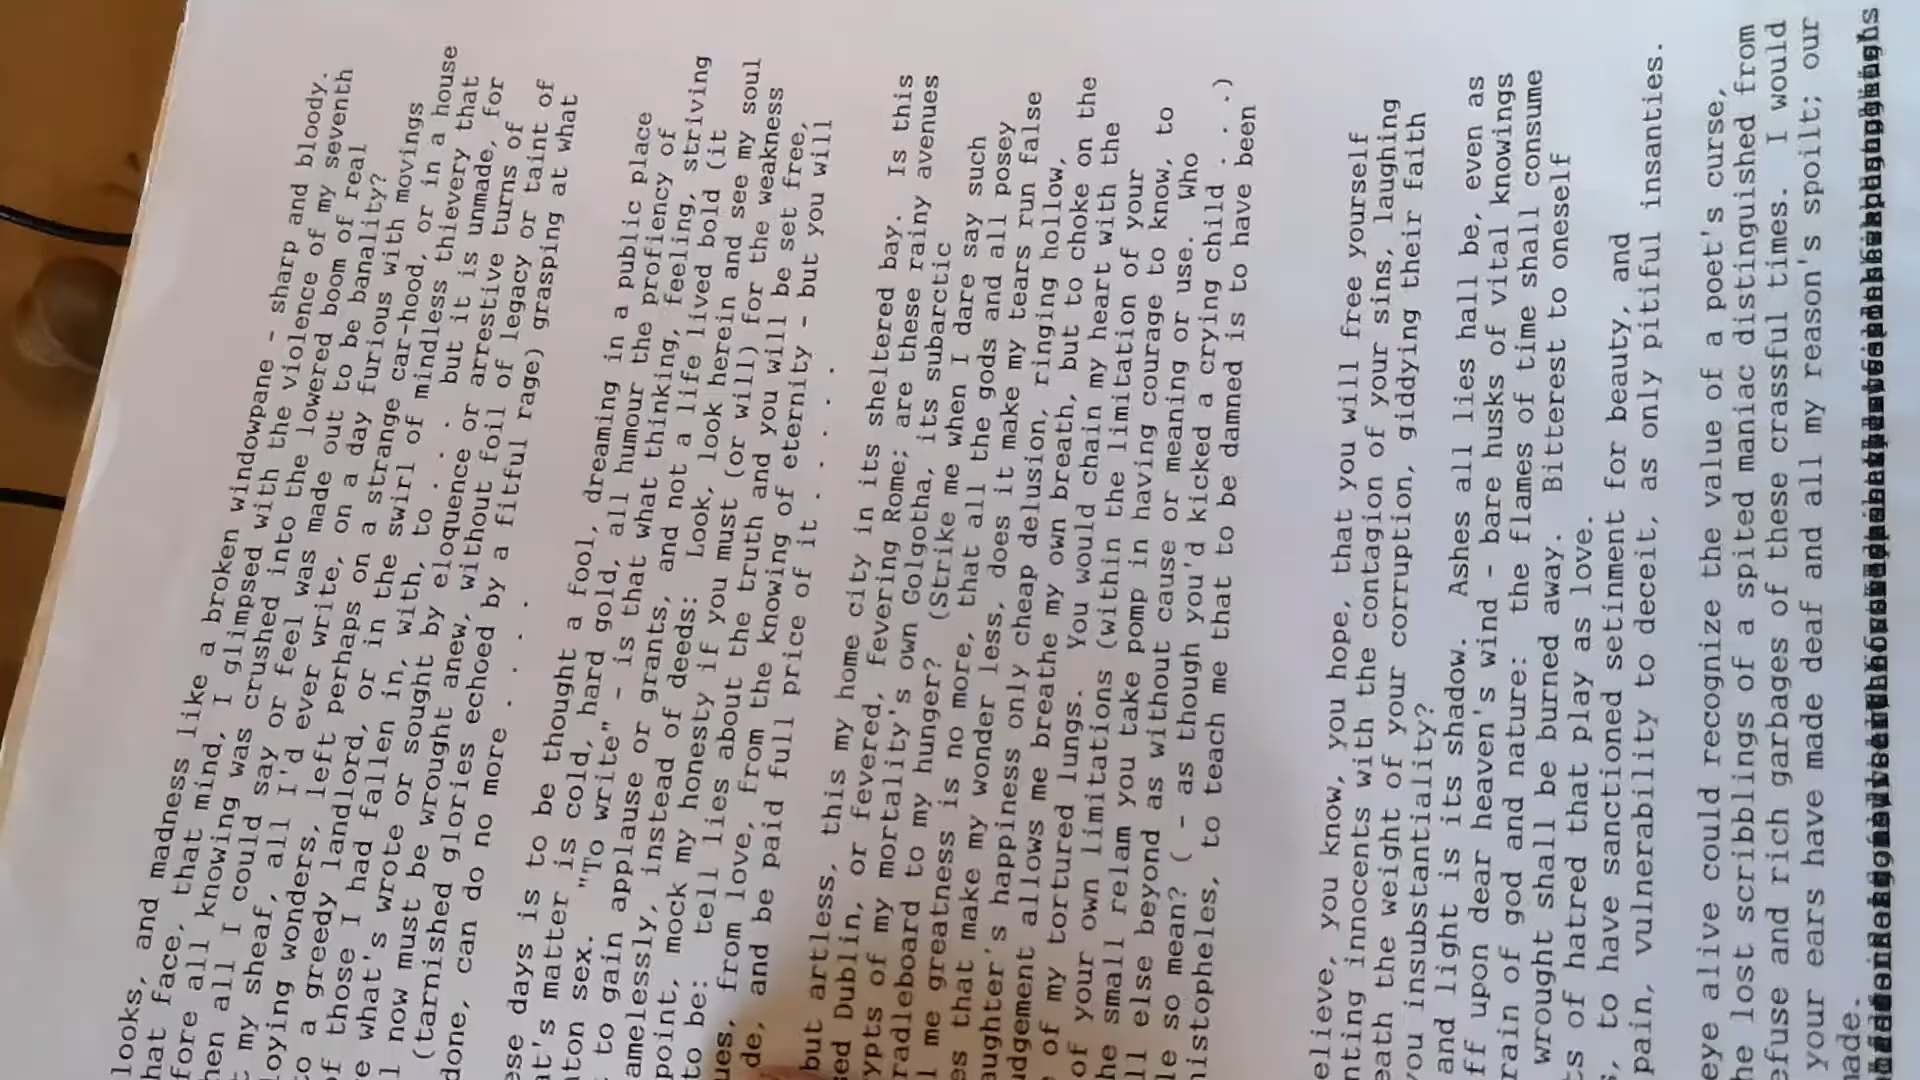 looks, and madness like a broken windowpane - sharp and bloody.
hat face, that mind, I glimpsed with the violence of my seventh
fore all knowing was crushed into the lowered boom of real
hen all I could say or feel was made out to be banality?
t my sheaf, all I'd ever write, on a day furious with movings
loying wonders, left perhaps on a strange car-hood, or in a house
to a greedy landlord, or in the swirl of mindless thievery that
of those I had fallen in, with, to . . . but it is unmade, for
e what's wrote or sought by eloquence or arrestive turns of
l now must be wrought anew, without foil of legacy or taint of
(tarnished glories echoed by a fitful rage) grasping at what
done, can do no more . . . .
ese days is to be thought a fool, dreaming in a public place
at's matter is cold, hard gold, all humour the profiency of
ton sex. "To write" - is that what thinking, feeling, striving
to gain applause or grants, and not a life lived bold (it
amelessly, instead of deeds: Look, look herein and see my soul
point, mock my honesty if you must (or will) for the weakness
to be: tell lies about the truth and you will be set free,
ues, from love, from the knowing of eternity - but you will
de, and be paid full price of it . . . . .
but artless, this my home city in its sheltered bay. Is this
ed Dublin, or fevered, fevering Rome; are these rainy avenues
rypts of my mortality's own Golgotha, its subarctic
radleboard to my hunger? (Strike me when I dare say such
l me greatness is no more, that all the gods and all posey
es that make my wonder less, does it make my tears run false
aughter's happiness only cheap delusion, ringing hollow,
udgement allows me breathe my own breath, but to choke on the
of my tortured lungs. You would chain my heart with the
of your own limitations (within the limitation of your
he small relam you take pomp in having courage to know, to
ll else beyond as without cause or meaning or use. Who
le so mean? ( - as though you'd kicked a crying child . . .)
histopheles, to teach me that to be damned is to have been
elieve, you know, you hope, that you will free yourself
nting innocents with the contagion of your sins, laughing
eath the weight of your corruption, giddying their faith
you insubstantiality?
and light is its shadow. Ashes all lies hall be, even as
ff upon dear heaven's wind - bare husks of vital knowings
rain of god and nature: the flames of time shall consume
wrought shall be burned away. Bitterest to oneself
ts of hatred that play as love.
, to have sanctioned setinment for beauty, and
pain, vulnerability to deceit, as only pitiful insanties.
eye alive could recognize the value of a poet's curse,
he lost scribblings of a spited maniac distinguished from
efuse and rich garbages of these crassful times. I would
your ears have made deaf and all my reason's spoilt; our
ade.